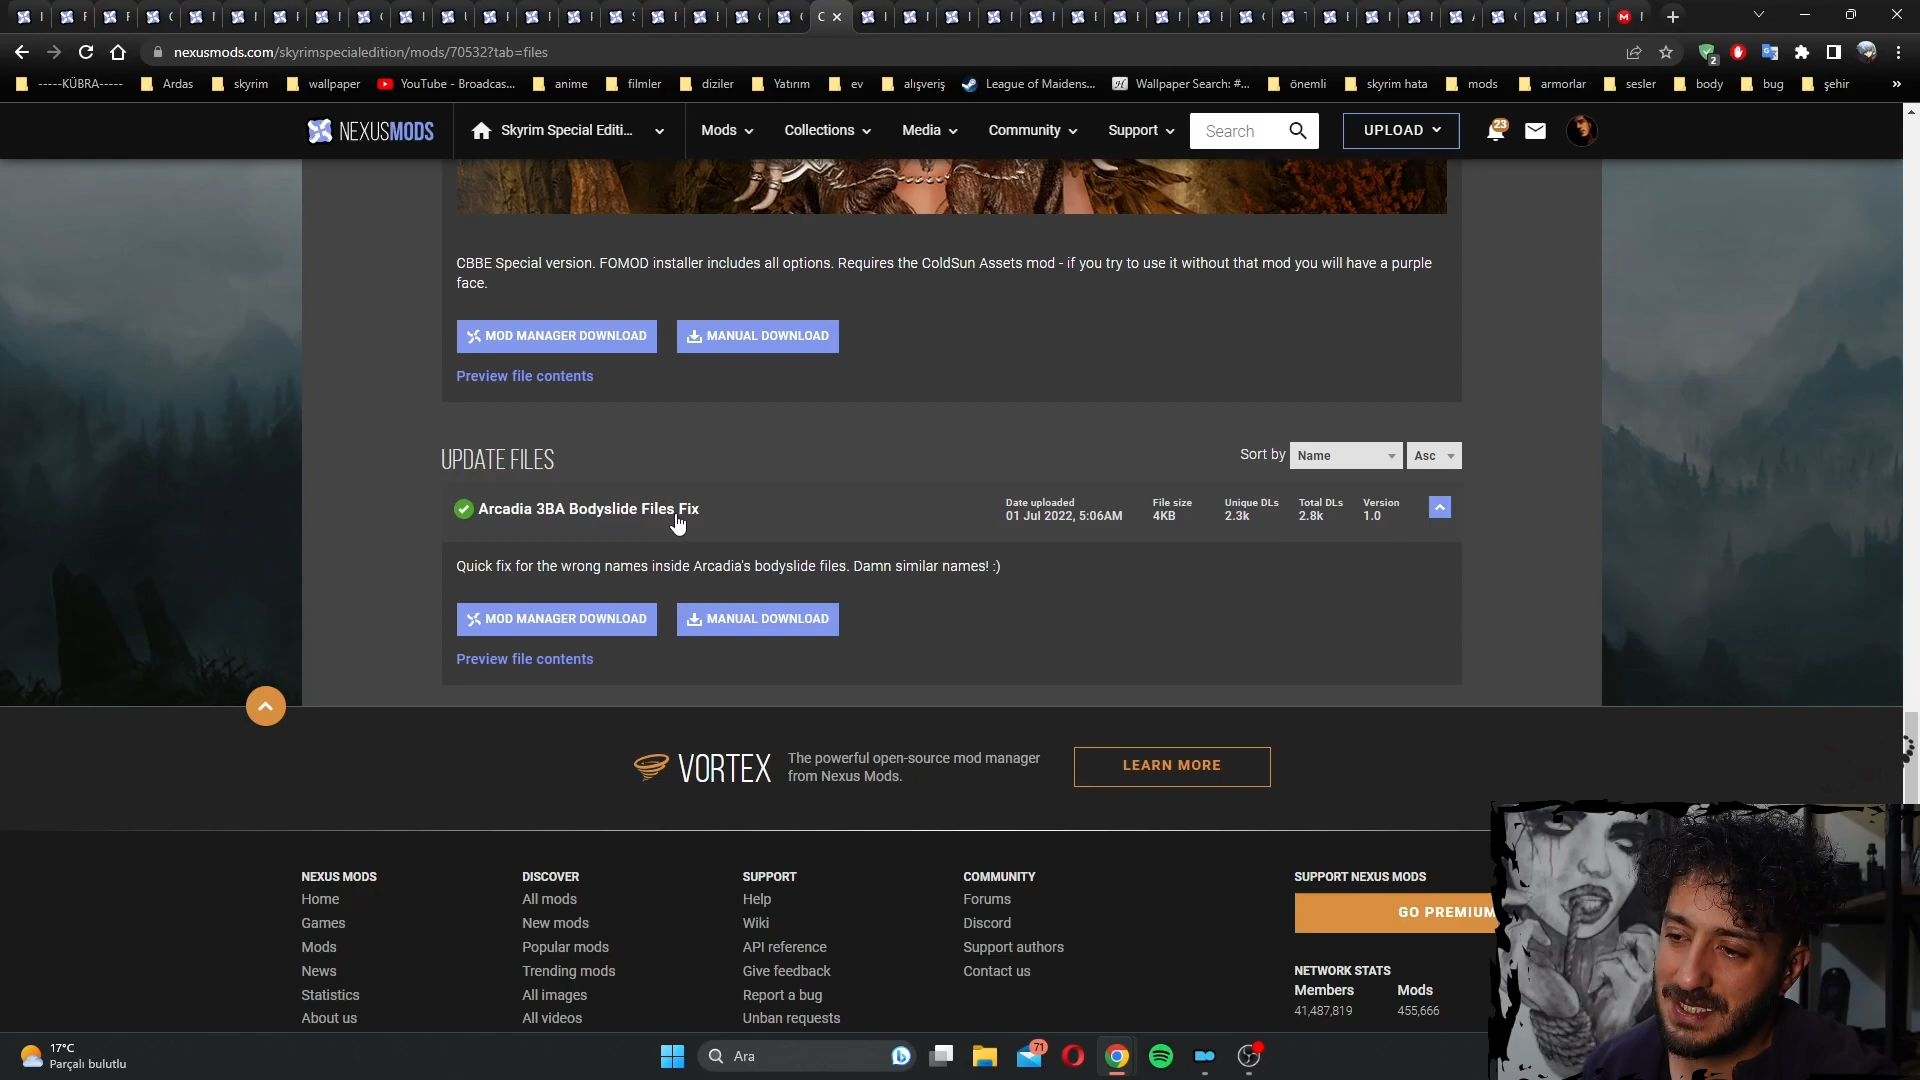 nexusmods.com/skyrimspecialedition/mods/70532?tab=files
2
-----KÜBRA-----
Ardas
skyrim
wallpaper
YouTube - Broadcas...
anime
filmler
diziler
Yatırım
ev
alışveriş
League of Maidens...
Wallpaper Search: #...
önemli
skyrim hata
mods
armorlar
sesler
body
bug
şehir
»
NEXUSMODS
Skyrim Special Editi...
Mods
Collections
Media
Community
Support
Search
UPLOAD
23
CBBE Special version. FOMOD installer includes all options. Requires the ColdSun Assets mod - if you try to use it without that mod you will have a purple
face.
MOD MANAGER DOWNLOAD
MANUAL DOWNLOAD
Preview file contents
UPDATE FILES
Sort by
Name
Asc
Arcadia 3BA Bodyslide Files Fix
Date uploaded
01 Jul 2022, 5:06AM
File size
4KB
Unique DLs
2.3k
Total DLs
2.8k
Version
1.0
Quick fix for the wrong names inside Arcadia's bodyslide files. Damn similar names! :)
MOD MANAGER DOWNLOAD
MANUAL DOWNLOAD
Preview file contents
VORTEX
The powerful open-source mod manager
from Nexus Mods.
LEARN MORE
NEXUS MODS
Home
Games
Mods
News
Statistics
About us
DISCOVER
All mods
New mods
Popular mods
Trending mods
All images
All videos
SUPPORT
Help
Wiki
API reference
Give feedback
Report a bug
Unban requests
COMMUNITY
Forums
Discord
Support authors
Contact us
SUPPORT NEXUS MODS
GO PREMIUM
NETWORK STATS
Members
41,487,819
Mods
455,666
17°C
Parçalı bulutlu
Ara
71